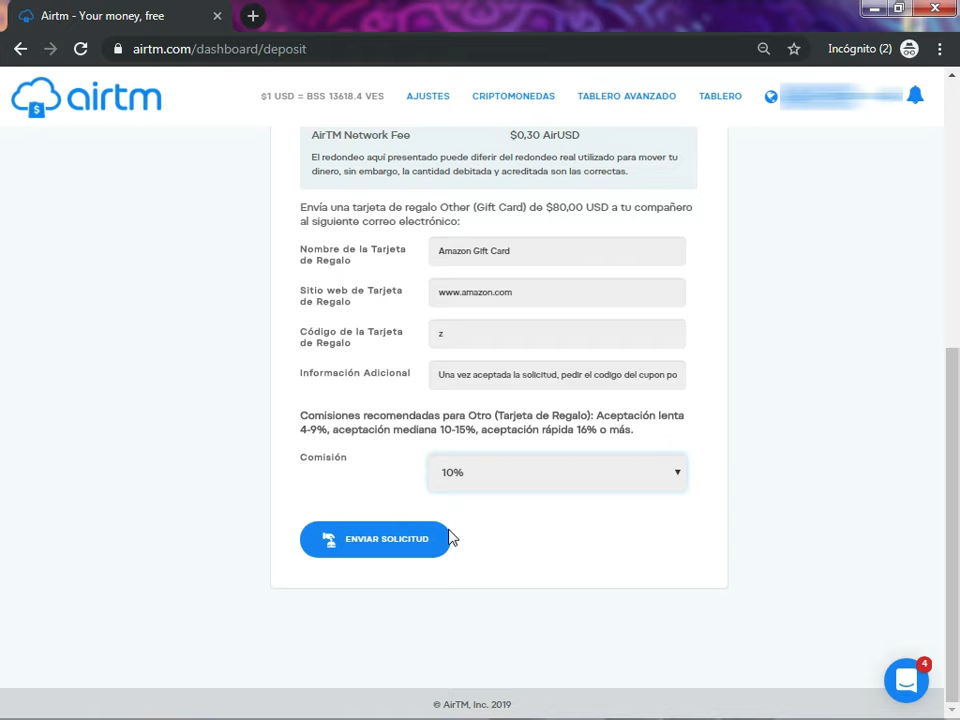 Airtm - Your money, free
airtm.com/dashboard/deposit
Incógnito (2)
airtm
$1 USD = BSS 13618.4 VES
AJUSTES
CRIPTOMONEDAS
TABLERO AVANZADO
TABLERO
AirTM Network Fee
$0,30 AirUSD
El redondeo aquí presentado puede diferir del redondeo real utilizado para mover tu
dinero, sin embargo, la cantidad debitada y acreditada son las correctas.
Envía una tarjeta de regalo Other (Gift Card) de $80,00 USD a tu compañero
al siguiente correo electrónico:
Nombre de la Tarjeta
de Regalo
Amazon Gift Card
Sitio web de Tarjeta
de Regalo
www.amazon.com
Código de la Tarjeta
de Regalo
z
Información Adicional
Una vez aceptada la solicitud, pedir el codigo del cupon po
Comisiones recomendadas para Otro (Tarjeta de Regalo): Aceptación lenta
4-9%, aceptación mediana 10-15%, aceptación rápida 16% o más.
Comisión
10%
ENVIAR SOLICITUD
4
© AirTM, Inc. 2019